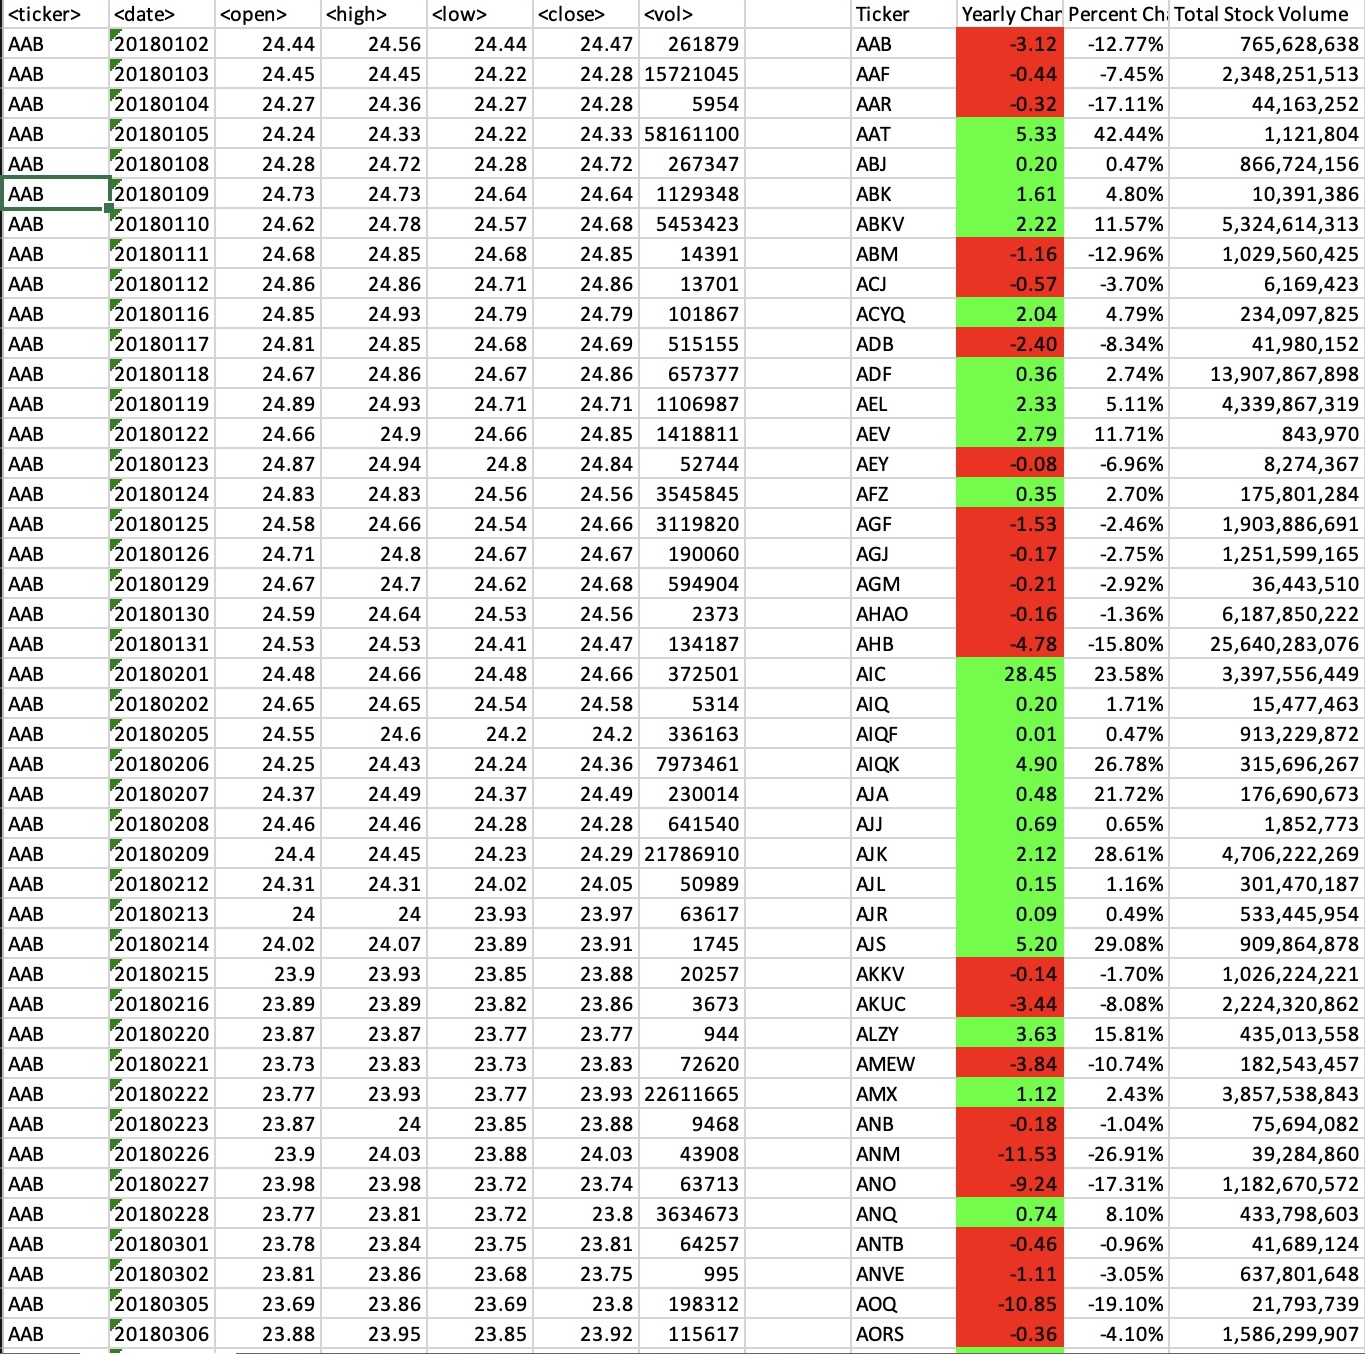 <ticker> <date> <open> <high> <low> <close> <vol> Ticker Yearly Chan Percent Ch Total Stock Volume
AAB 20180102 24.44 24.56 24.44 24.47 261879 AAB -3.12 -12.77% 765,628,638
AAB 20180103 24.45 24.45 24.22 24.28 15721045 AAF -0.44 -7.45% 2,348,251,513
AAB 20180104 24.27 24.36 24.27 24.28 5954 AAR -0.32 -17.11% 44,163,252
AAB 20180105 24.24 24.33 24.22 24.33 58161100 AAT 5.33 42.44% 1,121,804
AAB 20180108 24.28 24.72 24.28 24.72 267347 ABJ 0.20 0.47% 866,724,156
AAB 20180109 24.73 24.73 24.64 24.64 1129348 ABK 1.61 4.80% 10,391,386
AAB 20180110 24.62 24.78 24.57 24.68 5453423 ABKV 2.22 11.57% 5,324,614,313
AAB 20180111 24.68 24.85 24.68 24.85 14391 ABM -1.16 -12.96% 1,029,560,425
AAB 20180112 24.86 24.86 24.71 24.86 13701 ACJ -0.57 -3.70% 6,169,423
AAB 20180116 24.85 24.93 24.79 24.79 101867 ACYQ 2.04 4.79% 234,097,825
AAB 20180117 24.81 24.85 24.68 24.69 515155 ADB -2.40 -8.34% 41,980,152
AAB 20180118 24.67 24.86 24.67 24.86 657377 ADF 0.36 2.74% 13,907,867,898
AAB 20180119 24.89 24.93 24.71 24.71 1106987 AEL 2.33 5.11% 4,339,867,319
AAB 20180122 24.66 24.9 24.66 24.85 1418811 AEV 2.79 11.71% 843,970
AAB 20180123 24.87 24.94 24.8 24.84 52744 AEY -0.08 -6.96% 8,274,367
AAB 20180124 24.83 24.83 24.56 24.56 3545845 AFZ 0.35 2.70% 175,801,284
AAB 20180125 24.58 24.66 24.54 24.66 3119820 AGF -1.53 -2.46% 1,903,886,691
AAB 20180126 24.71 24.8 24.67 24.67 190060 AGJ -0.17 -2.75% 1,251,599,165
AAB 20180129 24.67 24.7 24.62 24.68 594904 AGM -0.21 -2.92% 36,443,510
AAB 20180130 24.59 24.64 24.53 24.56 2373 AHAO -0.16 -1.36% 6,187,850,222
AAB 20180131 24.53 24.53 24.41 24.47 134187 AHB -4.78 -15.80% 25,640,283,076
AAB 20180201 24.48 24.66 24.48 24.66 372501 AIC 28.45 23.58% 3,397,556,449
AAB 20180202 24.65 24.65 24.54 24.58 5314 AIQ 0.20 1.71% 15,477,463
AAB 20180205 24.55 24.6 24.2 24.2 336163 AIQF 0.01 0.47% 913,229,872
AAB 20180206 24.25 24.43 24.24 24.36 7973461 AIQK 4.90 26.78% 315,696,267
AAB 20180207 24.37 24.49 24.37 24.49 230014 AJA 0.48 21.72% 176,690,673
AAB 20180208 24.46 24.46 24.28 24.28 641540 AJJ 0.69 0.65% 1,852,773
AAB 20180209 24.4 24.45 24.23 24.29 21786910 AJK 2.12 28.61% 4,706,222,269
AAB 20180212 24.31 24.31 24.02 24.05 50989 AJL 0.15 1.16% 301,470,187
AAB 20180213 24 24 23.93 23.97 63617 AJR 0.09 0.49% 533,445,954
AAB 20180214 24.02 24.07 23.89 23.91 1745 AJS 5.20 29.08% 909,864,878
AAB 20180215 23.9 23.93 23.85 23.88 20257 AKKV -0.14 -1.70% 1,026,224,221
AAB 20180216 23.89 23.89 23.82 23.86 3673 AKUC -3.44 -8.08% 2,224,320,862
AAB 20180220 23.87 23.87 23.77 23.77 944 ALZY 3.63 15.81% 435,013,558
AAB 20180221 23.73 23.83 23.73 23.83 72620 AMEW -3.84 -10.74% 182,543,457
AAB 20180222 23.77 23.93 23.77 23.93 22611665 AMX 1.12 2.43% 3,857,538,843
AAB 20180223 23.87 24 23.85 23.88 9468 ANB -0.18 -1.04% 75,694,082
AAB 20180226 23.9 24.03 23.88 24.03 43908 ANM -11.53 -26.91% 39,284,860
AAB 20180227 23.98 23.98 23.72 23.74 63713 ANO -9.24 -17.31% 1,182,670,572
AAB 20180228 23.77 23.81 23.72 23.8 3634673 ANQ 0.74 8.10% 433,798,603
AAB 20180301 23.78 23.84 23.75 23.81 64257 ANTB -0.46 -0.96% 41,689,124
AAB 20180302 23.81 23.86 23.68 23.75 995 ANVE -1.11 -3.05% 637,801,648
AAB 20180305 23.69 23.86 23.69 23.8 198312 AOQ -10.85 -19.10% 21,793,739
AAB 20180306 23.88 23.95 23.85 23.92 115617 AORS -0.36 -4.10% 1,586,299,907